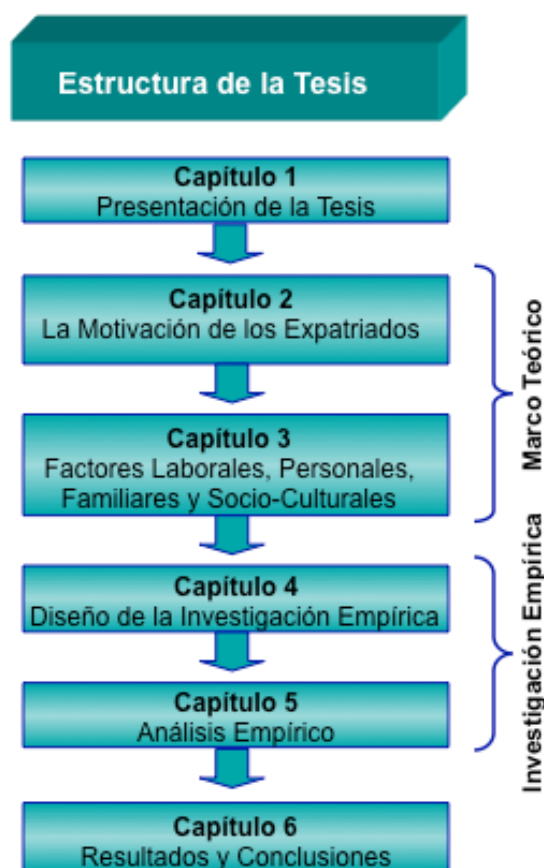 Estructura de la Tesis
Capítulo 1
Presentación de la Tesis
Capítulo 2
La Motivación de los Expatriados
Capítulo 3
Factores Laborales, Personales,
Familiares y Socio-Culturales
Marco Teórico
Capítulo 4
Diseño de la Investigación Empírica
Capítulo 5
Análisis Empírico
Investigación Empírica
Capítulo 6
Resultados y Conclusiones